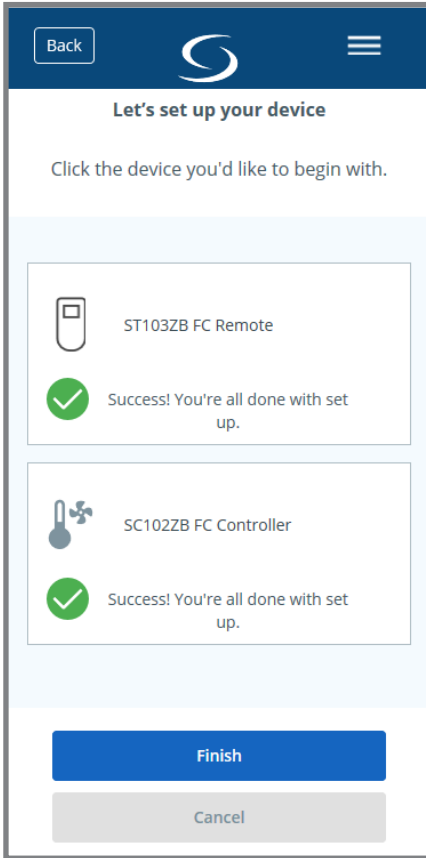 Back
Let’s set up your device
Click the device you'd like to begin with.
ST103ZB FC Remote
Success! You're all done with set
up.
SC102ZB FC Controller
Success! You're all done with set
up.
Finish
Cancel